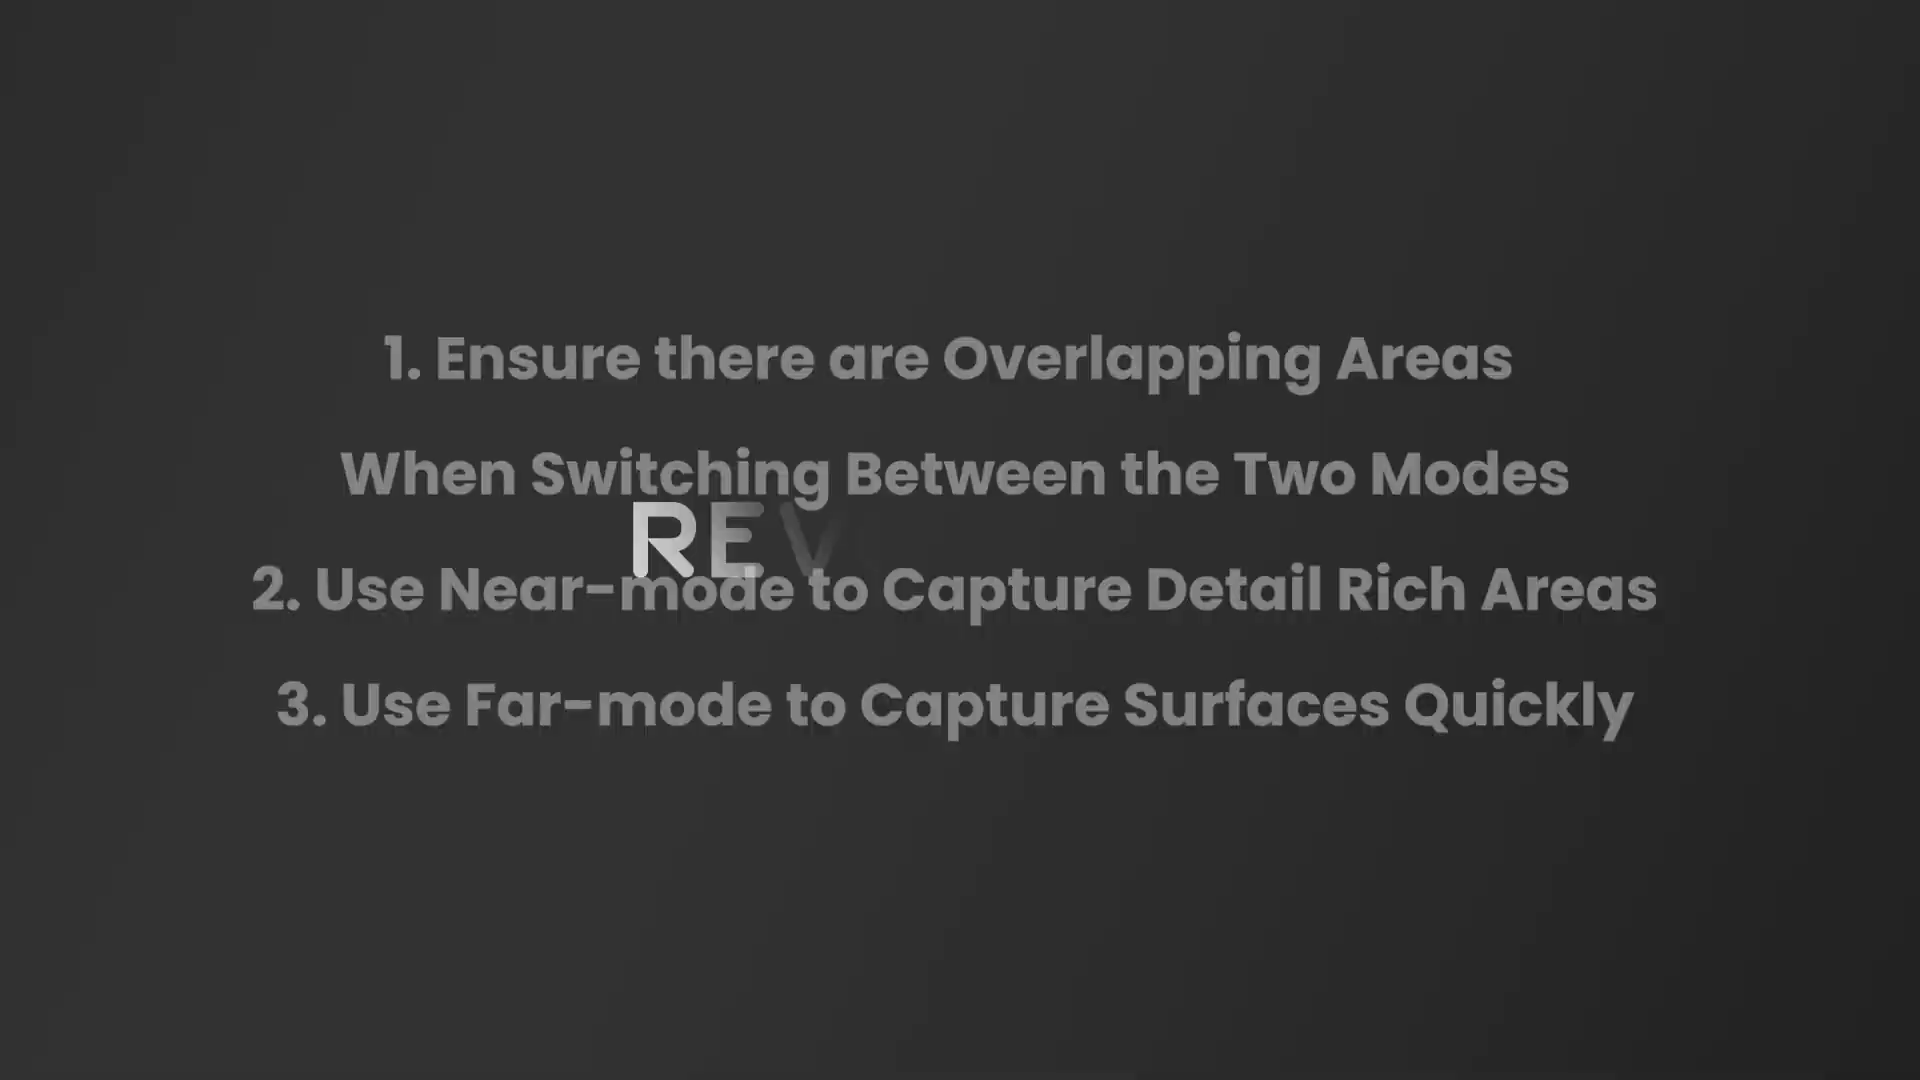 1. Ensure there are Overlapping Areas
When Switching Between the Two Modes
REV
2. Use Near-mode to Capture Detail Rich Areas
3. Use Far-mode to Capture Surfaces Quickly